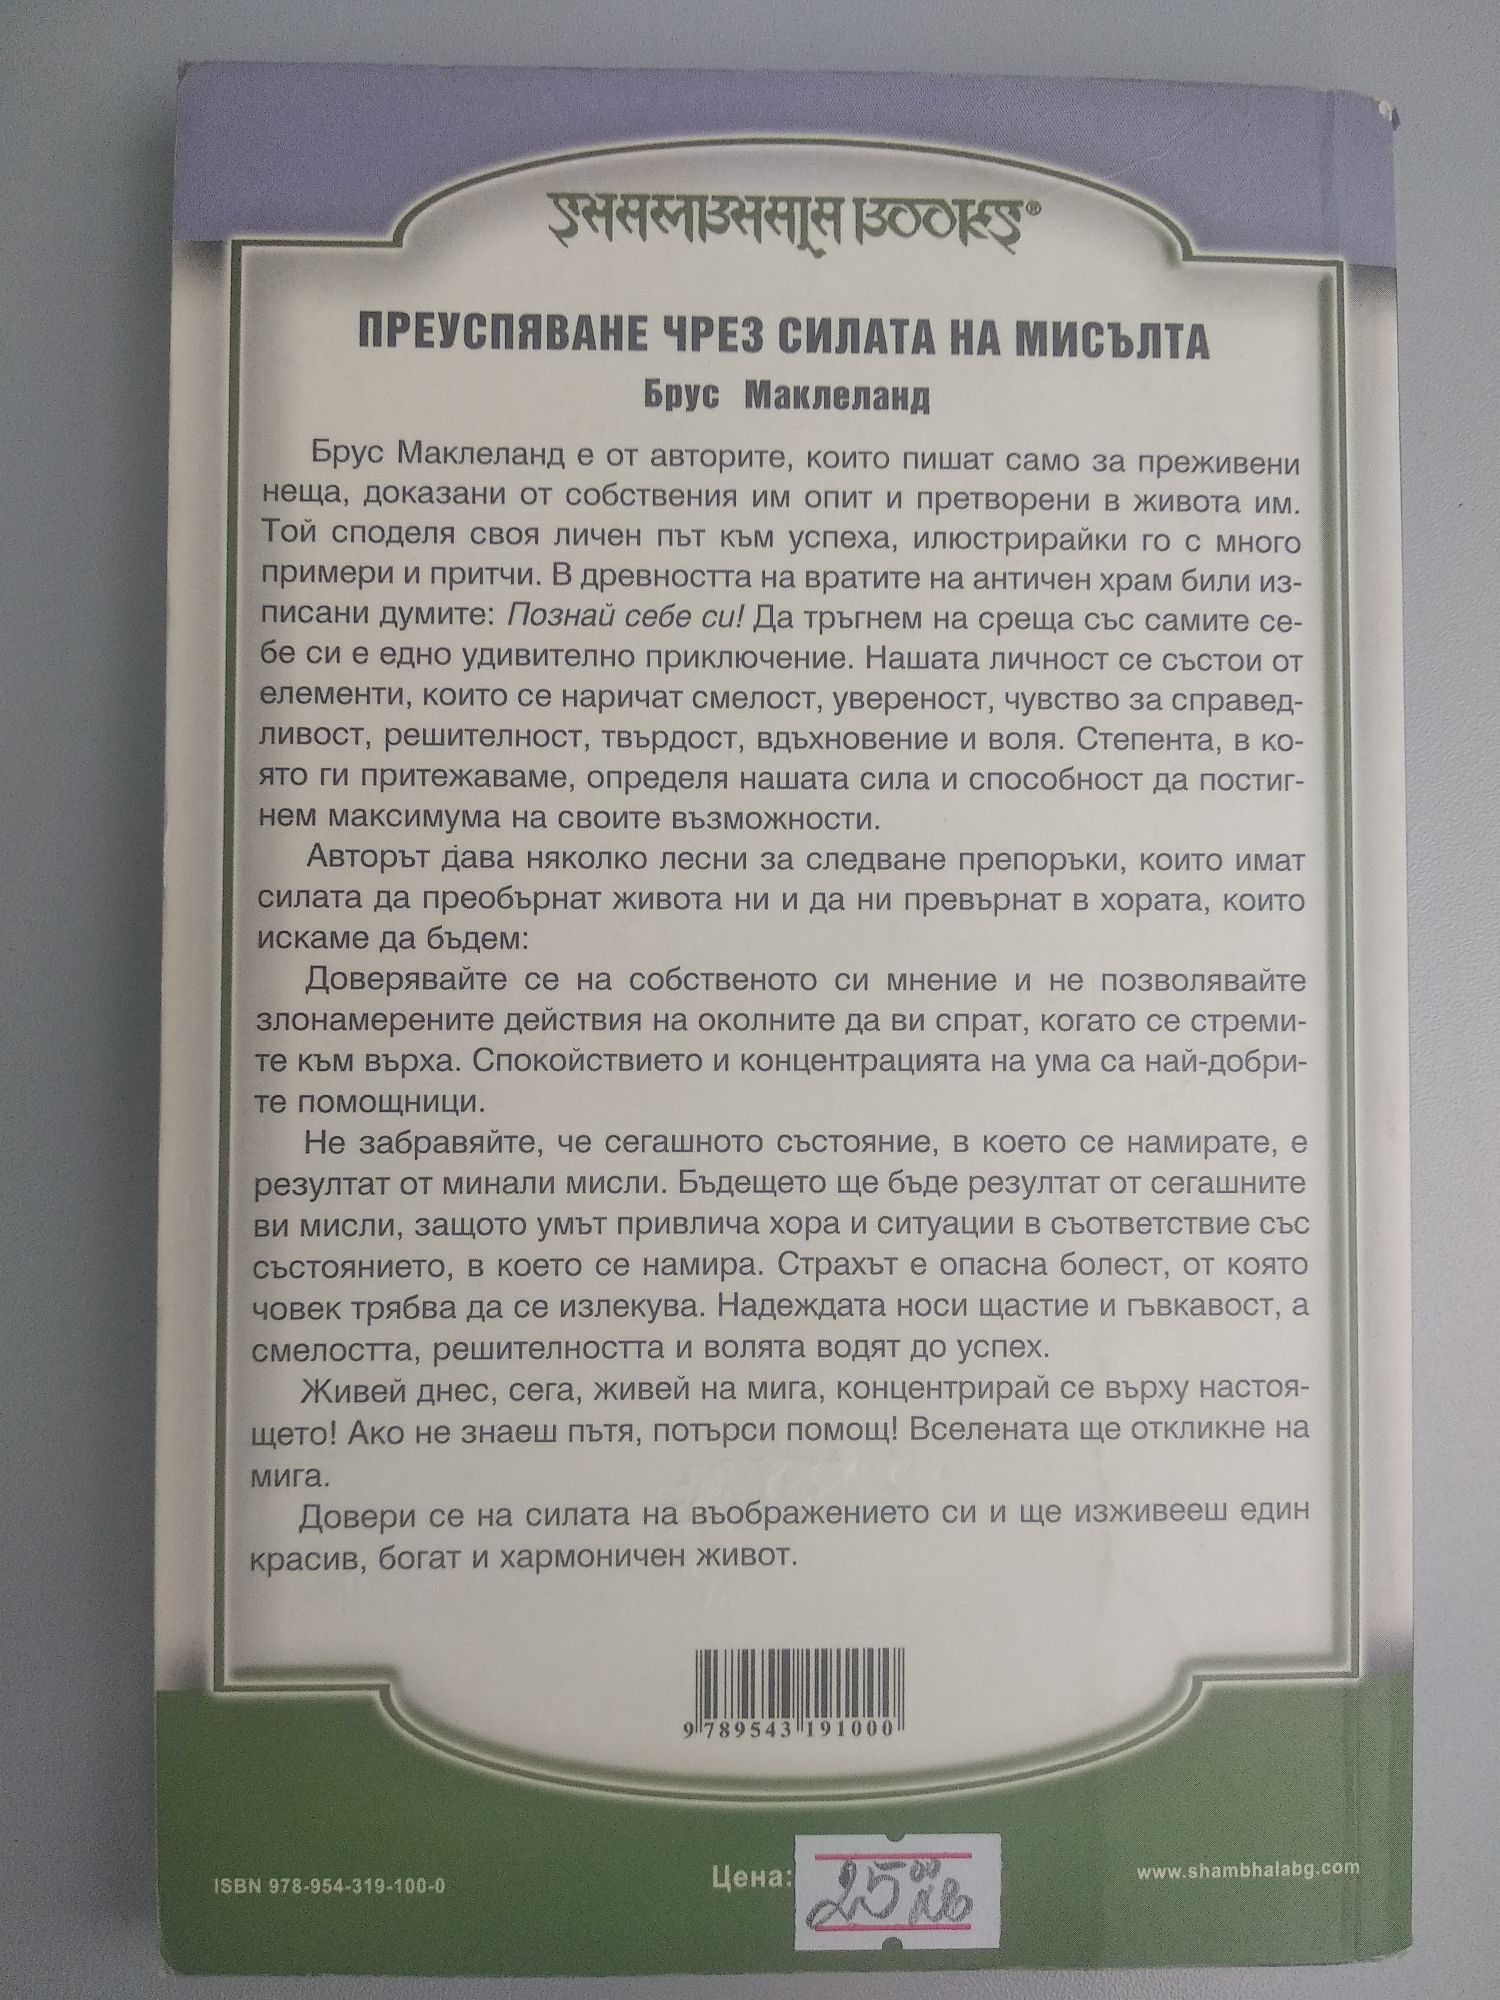 SHAMBHALA BOOKS®
ПРЕУСПЯВАНЕ ЧРЕЗ СИЛАТА НА МИСЪЛТА
Брус Маклеланд
Брус Маклеланд е от авторите, които пишат само за преживени
неща, доказани от собствения им опит и претворени в живота им.
Той споделя своя личен път към успеха, илюстрирайки го с много
примери и притчи. В древността на вратите на античен храм били из-
писани думите: Познай себе си! Да тръгнем на среща със самите се-
бе си е едно удивително приключение. Нашата личност се състои от
елементи, които се наричат смелост, увереност, чувство за справед-
ливост, решителност, твърдост, вдъхновение и воля. Степента, в ко-
ято ги притежаваме, определя нашата сила и способност да постиг-
нем максимума на своите възможности.
Авторът дава няколко лесни за следване препоръки, които имат
силата да преобърнат живота ни и да ни превърнат в хората, които
искаме да бъдем:
Доверявайте се на собственото си мнение и не позволявайте
злонамерените действия на околните да ви спрат, когато се стреми-
те към върха. Спокойствието и концентрацията на ума са най-добри-
те помощници.
Не забравяйте, че сегашното състояние, в което се намирате, е
резултат от минали мисли. Бъдещето ще бъде резултат от сегашните
ви мисли, защото умът привлича хора и ситуации в съответствие със
състоянието, в което се намира. Страхът е опасна болест, от която
човек трябва да се излекува. Надеждата носи щастие и гъвкавост, а
смелостта, решителността и волята водят до успех.
Живей днес, сега, живей на мига, концентрирай се върху настоя-
щето! Ако не знаеш пътя, потърси помощ! Вселената ще откликне на
мига.
Довери се на силата на въображението си и ще изживееш един
красив, богат и хармоничен живот.
9 789543 191000
ISBN 978-954-319-100-0
Цена: 25 00 лв
www.shambhalabg.com